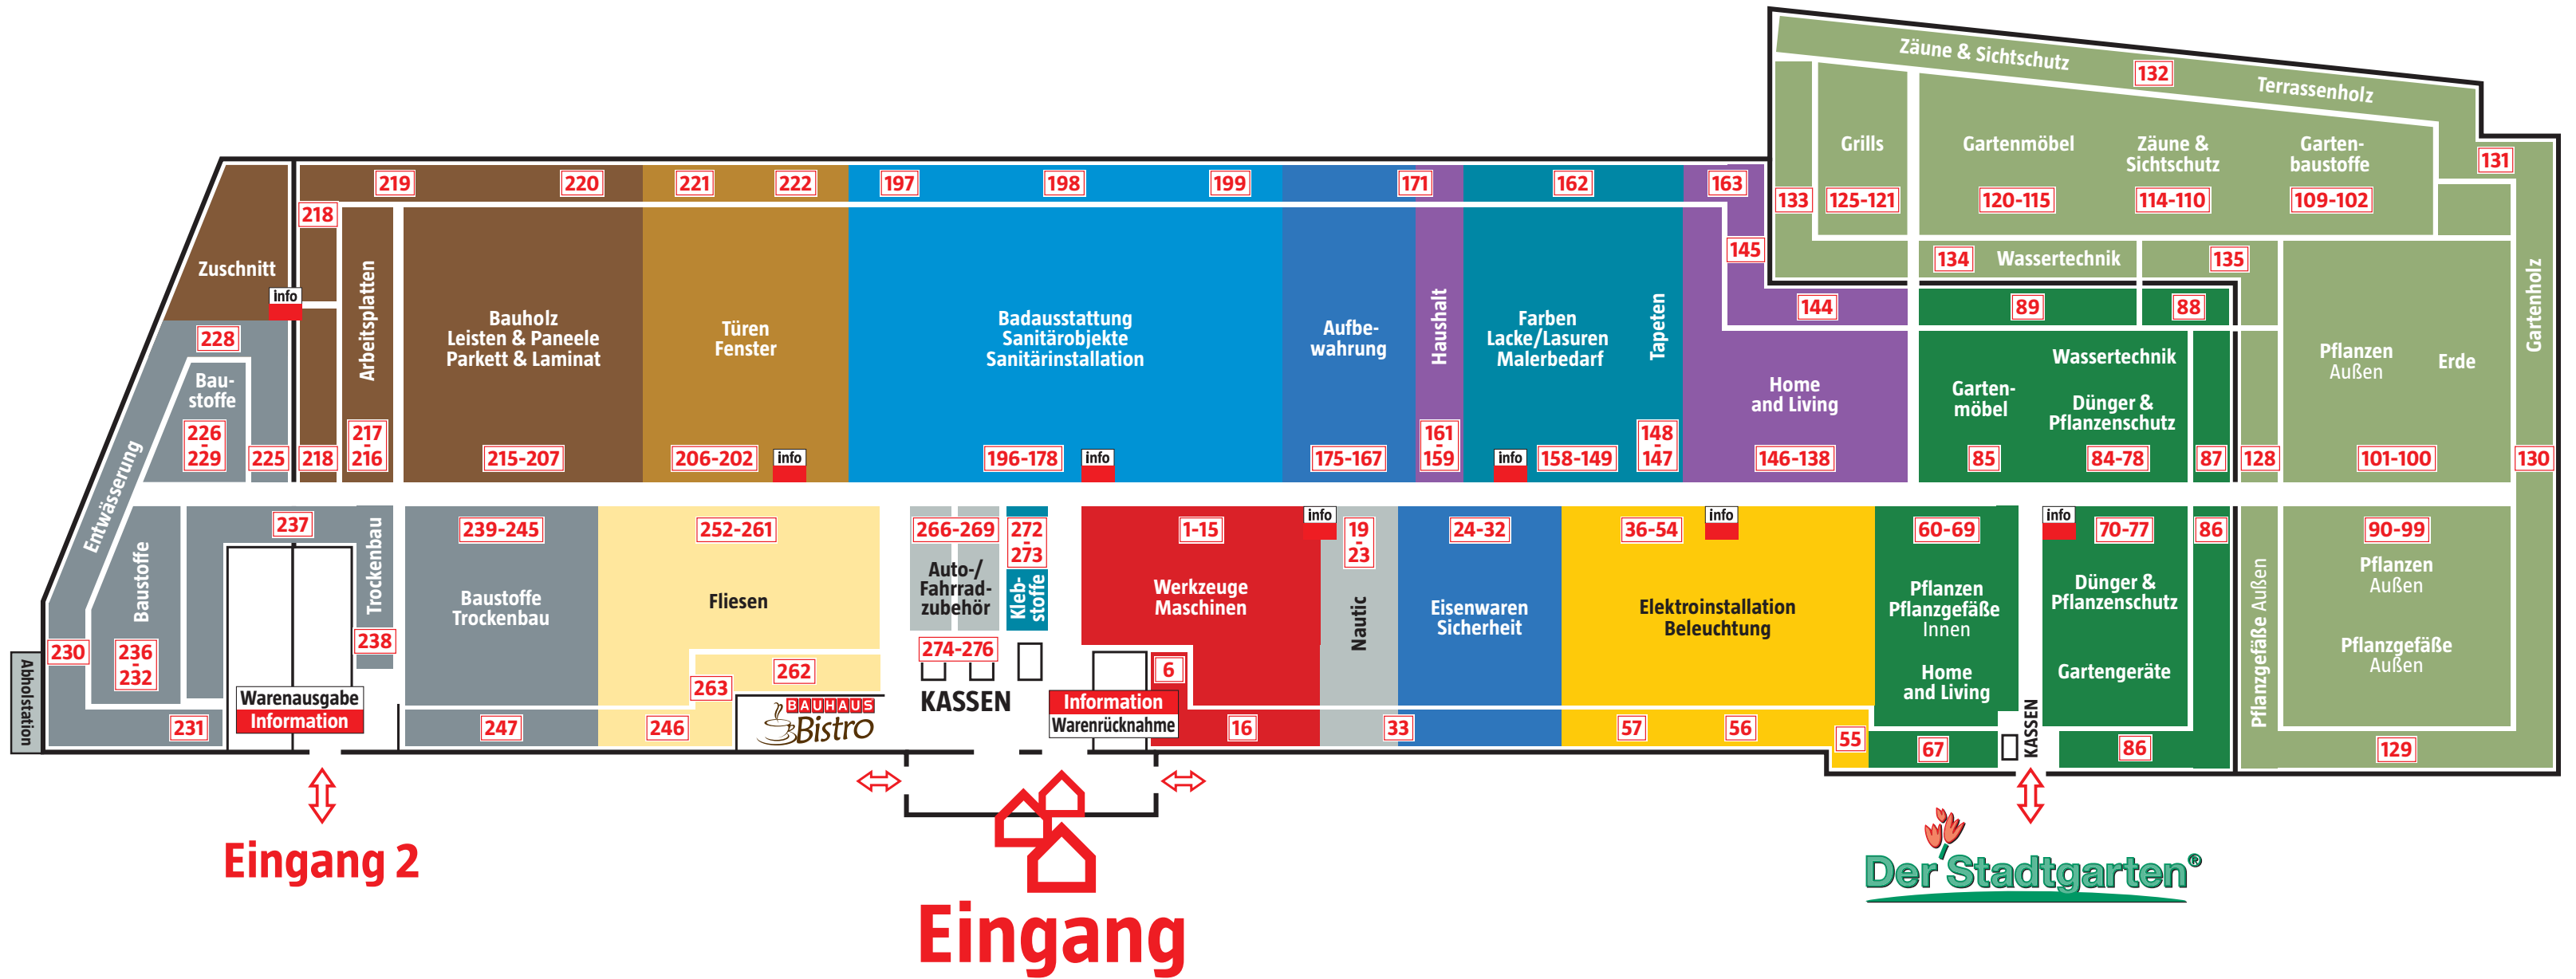 Zäune & Sichtschutz
132
Terrassenholz
Grills
Gartenmöbel
Zäune &
Sichtschutz
Garten-
baustoffe
131
133
125-121
120-115
114-110
109-102
134
Wassertechnik
135
Gartenholz
219
220
221
222
197
198
199
171
162
163
218
145
144
89
88
Zuschnitt
info
Arbeitsplatten
Bauholz
Leisten & Paneele
Parkett & Laminat
Türen
Fenster
Badausstattung
Sanitärobjekte
Sanitärinstallation
Aufbe-
wahrung
Haushalt
Farben
Lacke/Lasuren
Malerbedarf
Tapeten
Home
and Living
Garten-
möbel
Wassertechnik
Dünger &
Pflanzenschutz
Pflanzen
Außen
Erde
228
Bau-
stoffe
226
-
229
225
218
217
-
216
215-207
206-202
info
196-178
info
175-167
161
-
159
info
158-149
148
-
147
146-138
85
84-78
87
128
101-100
130
Entwässerung
237
239-245
252-261
266-269
272
-
273
1-15
info
19
-
23
24-32
36-54
info
60-69
info
70-77
86
90-99
Baustoffe
Trockenbau
Baustoffe
Trockenbau
Fliesen
Auto-/
Fahrrad-
zubehör
Kleb-
stoffe
Werkzeuge
Maschinen
Nautic
Eisenwaren
Sicherheit
Elektroinstallation
Beleuchtung
Pflanzen
Pflanzgefäße
Innen
Home
and Living
Dünger &
Pflanzenschutz
Gartengeräte
Pflanzgefäße Außen
Pflanzen
Außen
Pflanzgefäße
Außen
230
236
-
232
238
274-276
262
263
6
Abholstation
Warenausgabe
Information
BAUHAUS
Bistro
KASSEN
Information
Warenrücknahme
KASSEN
231
247
246
16
33
57
56
55
67
86
129
Eingang 2
Eingang
Der Stadtgarten®